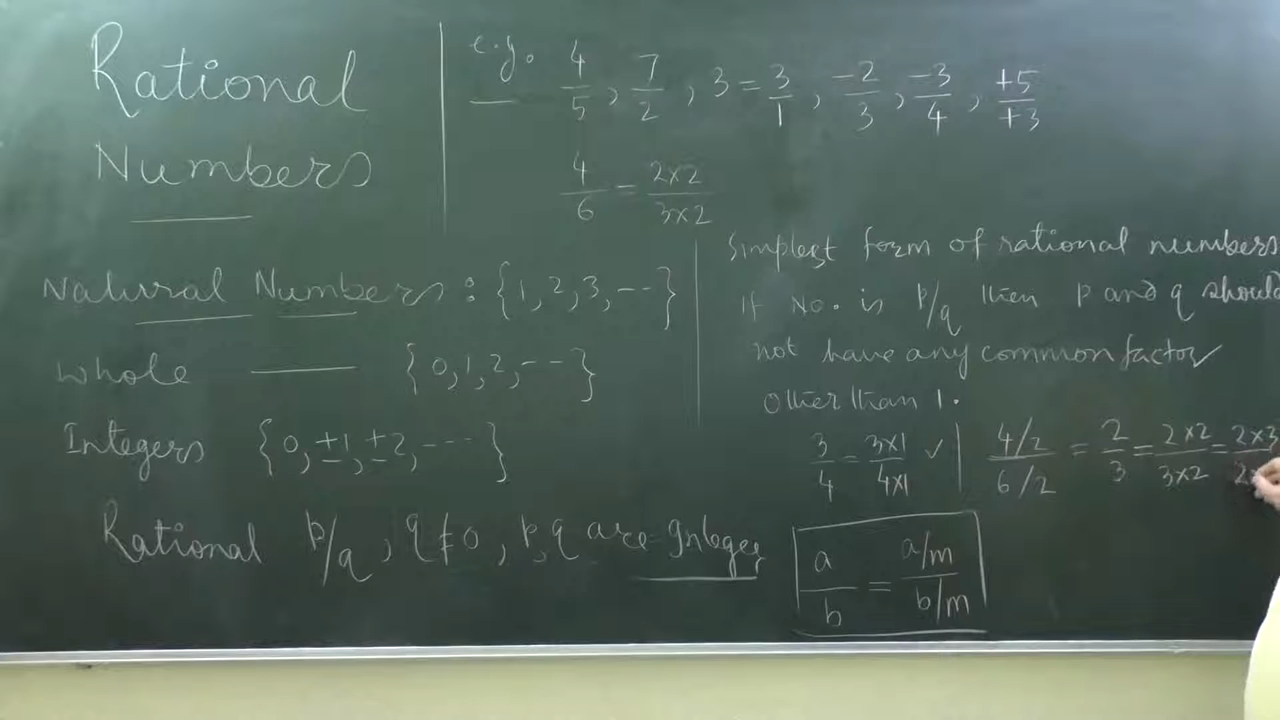 Rational
Numbers
e.g. 4/5, 7/2, 3 = 3/1, -2/3, -3/4, +5/+3
4/6 = 2×2/3×2
Natural Numbers : {1, 2, 3, ---}
Whole —— {0, 1, 2, ---}
Integers {0, ±1, ±2, ----}
Rational p/q, q≠0, p, q are Integer
Simplest form of rational numbers
If No. is p/q then p and q should
not have any common factor
other than 1.
3/4 = 3×1/4×1 ✓ | 4/2 / 6/2 = 2/3 = 2×2/3×2 = 2×3
a/b = a/m / b/m